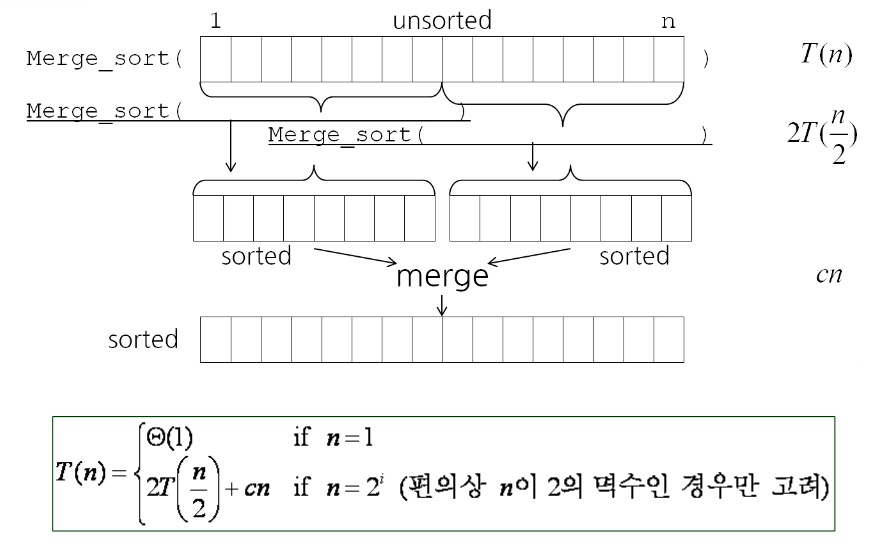 1 unsorted n
Merge_sort( ) T(n)
Merge_sort( )
Merge_sort( ) 2T(n/2)
sorted sorted
merge cn
sorted
T(n) = { Θ(1) if n = 1
2T(n/2) + cn if n = 2^i (편의상 n이 2의 멱수인 경우만 고려)